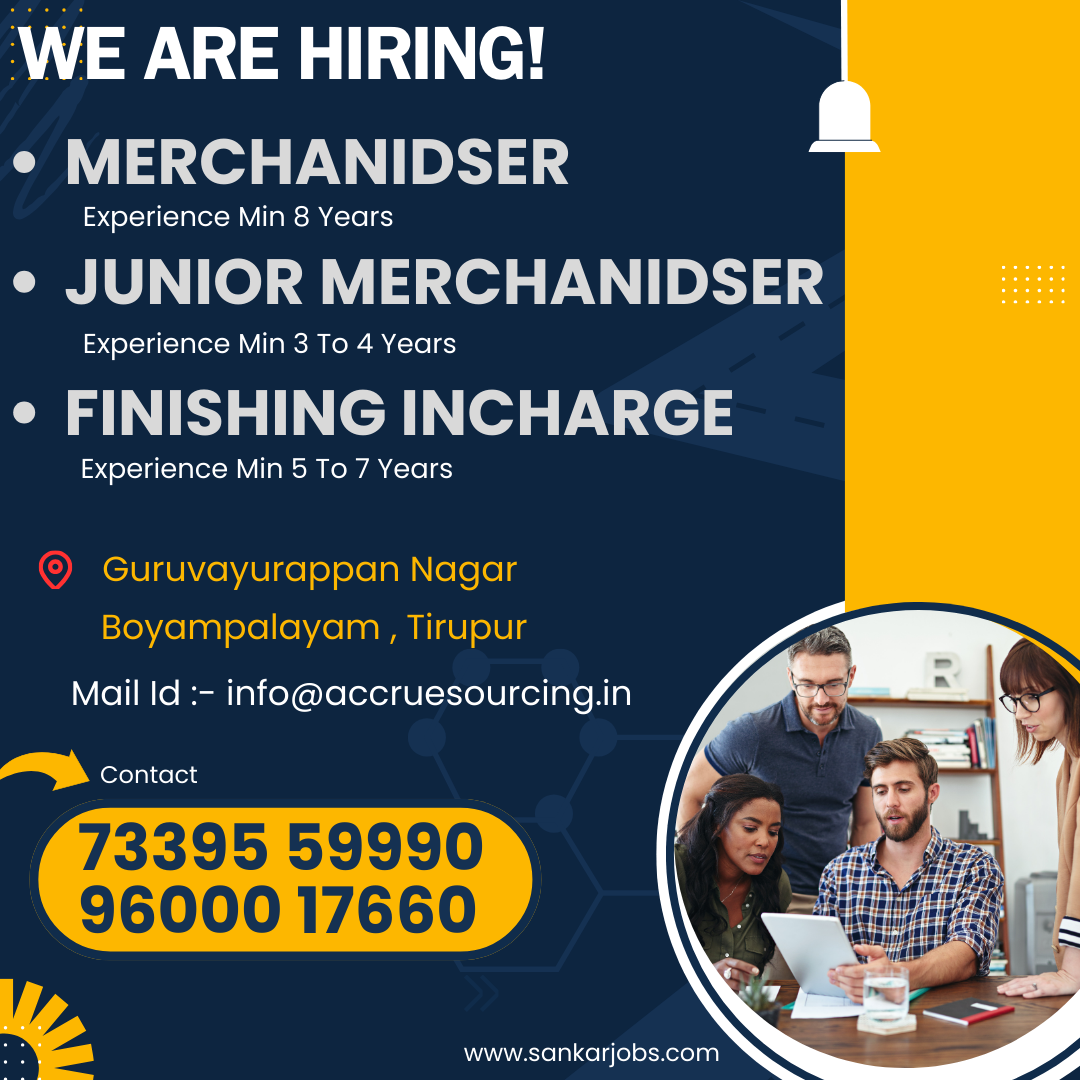 WE ARE HIRING!
MERCHANIDSER
Experience Min 8 Years
JUNIOR MERCHANIDSER
Experience Min 3 To 4 Years
FINISHING INCHARGE
Experience Min 5 To 7 Years
Guruvayurappan Nagar
Boyampalayam , Tirupur
Mail Id :- info@accruesourcing.in
Contact
73395 59990
96000 17660
R
www.sankarjobs.com